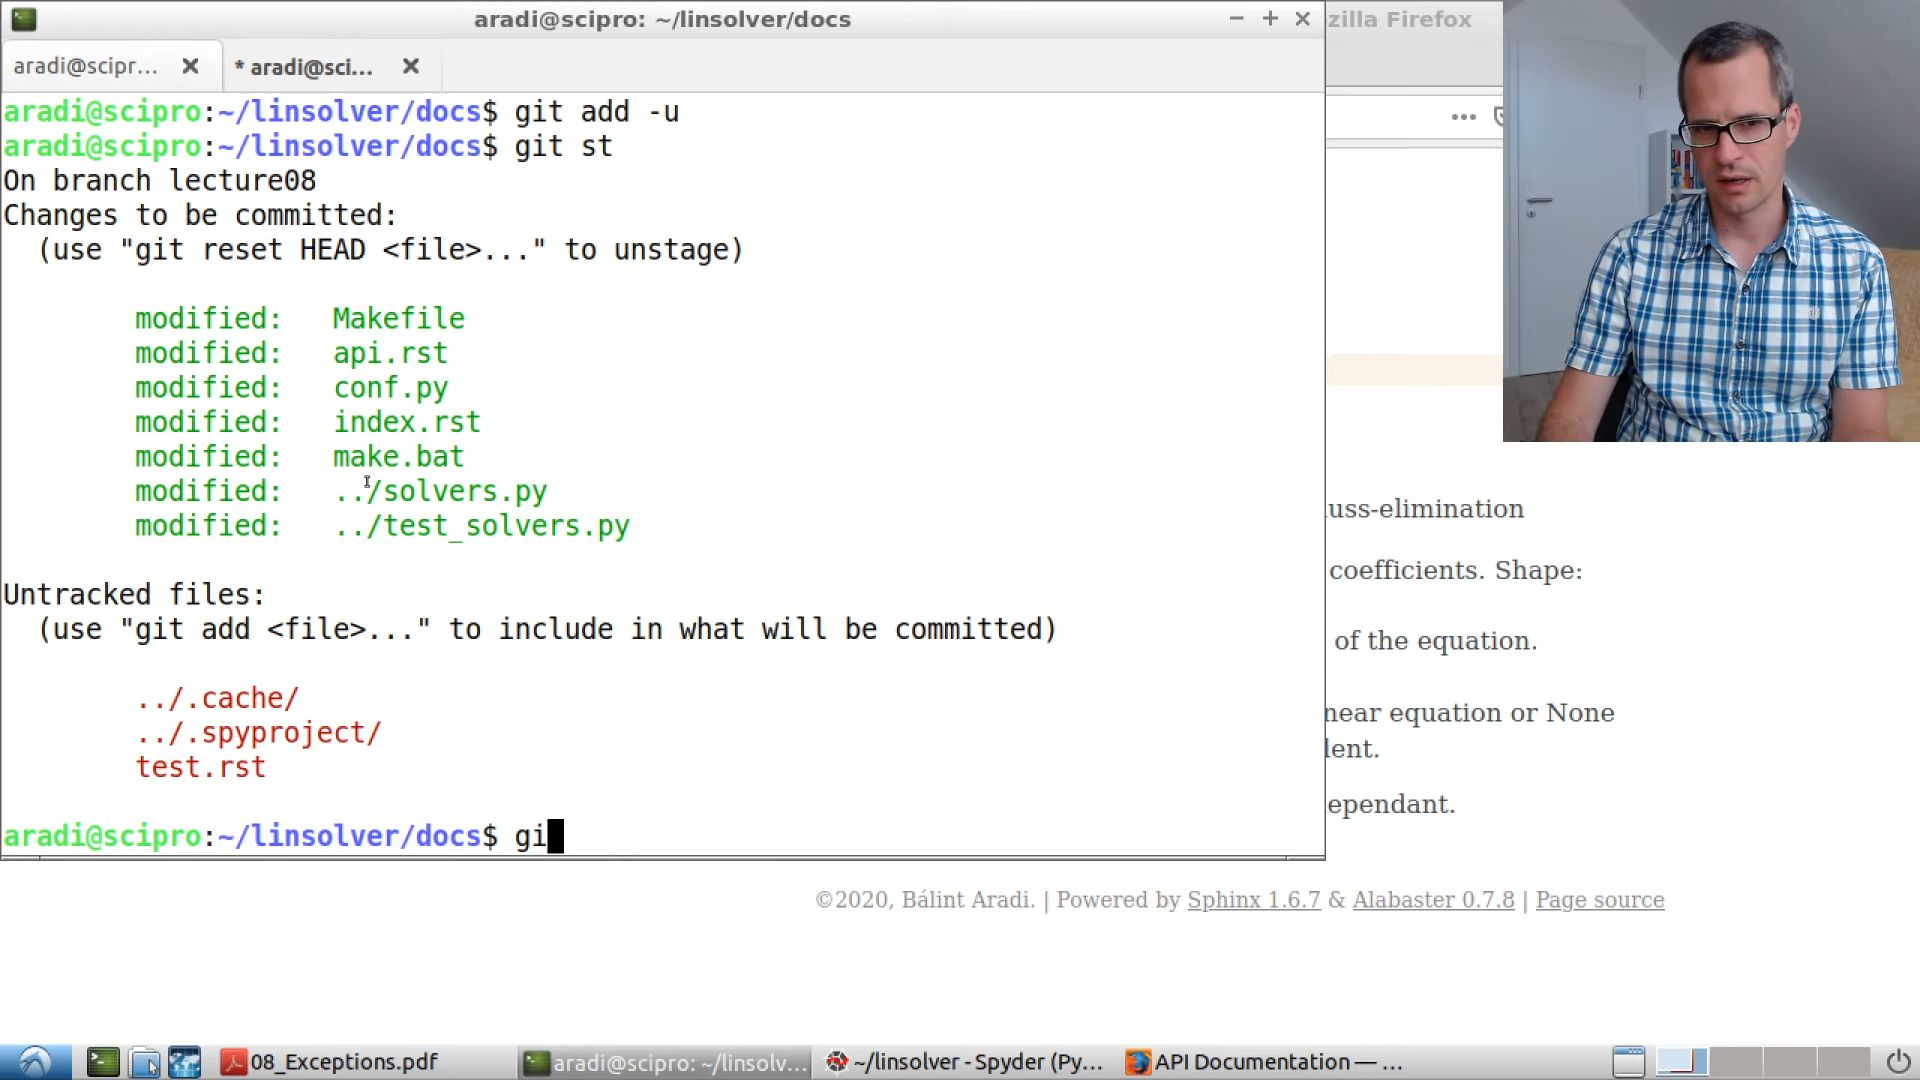 aradi@scipro: ~/linsolver/docs
zilla Firefox
aradi@scipr...
* aradi@sci...
aradi@scipro:~/linsolver/docs$ git add -u
aradi@scipro:~/linsolver/docs$ git st
On branch lecture08
Changes to be committed:
(use "git reset HEAD <file>..." to unstage)
modified: Makefile
modified: api.rst
modified: conf.py
modified: index.rst
modified: make.bat
modified: ../solvers.py
modified: ../test_solvers.py
Untracked files:
(use "git add <file>..." to include in what will be committed)
../.cache/
../.spyproject/
test.rst
aradi@scipro:~/linsolver/docs$ gi
uss-elimination
coefficients. Shape:
of the equation.
near equation or None
lent.
ependant.
©2020, Bálint Aradi. | Powered by Sphinx 1.6.7 & Alabaster 0.7.8 | Page source
08_Exceptions.pdf
aradi@scipro: ~/linsolv...
~/linsolver - Spyder (Py...
API Documentation — ...